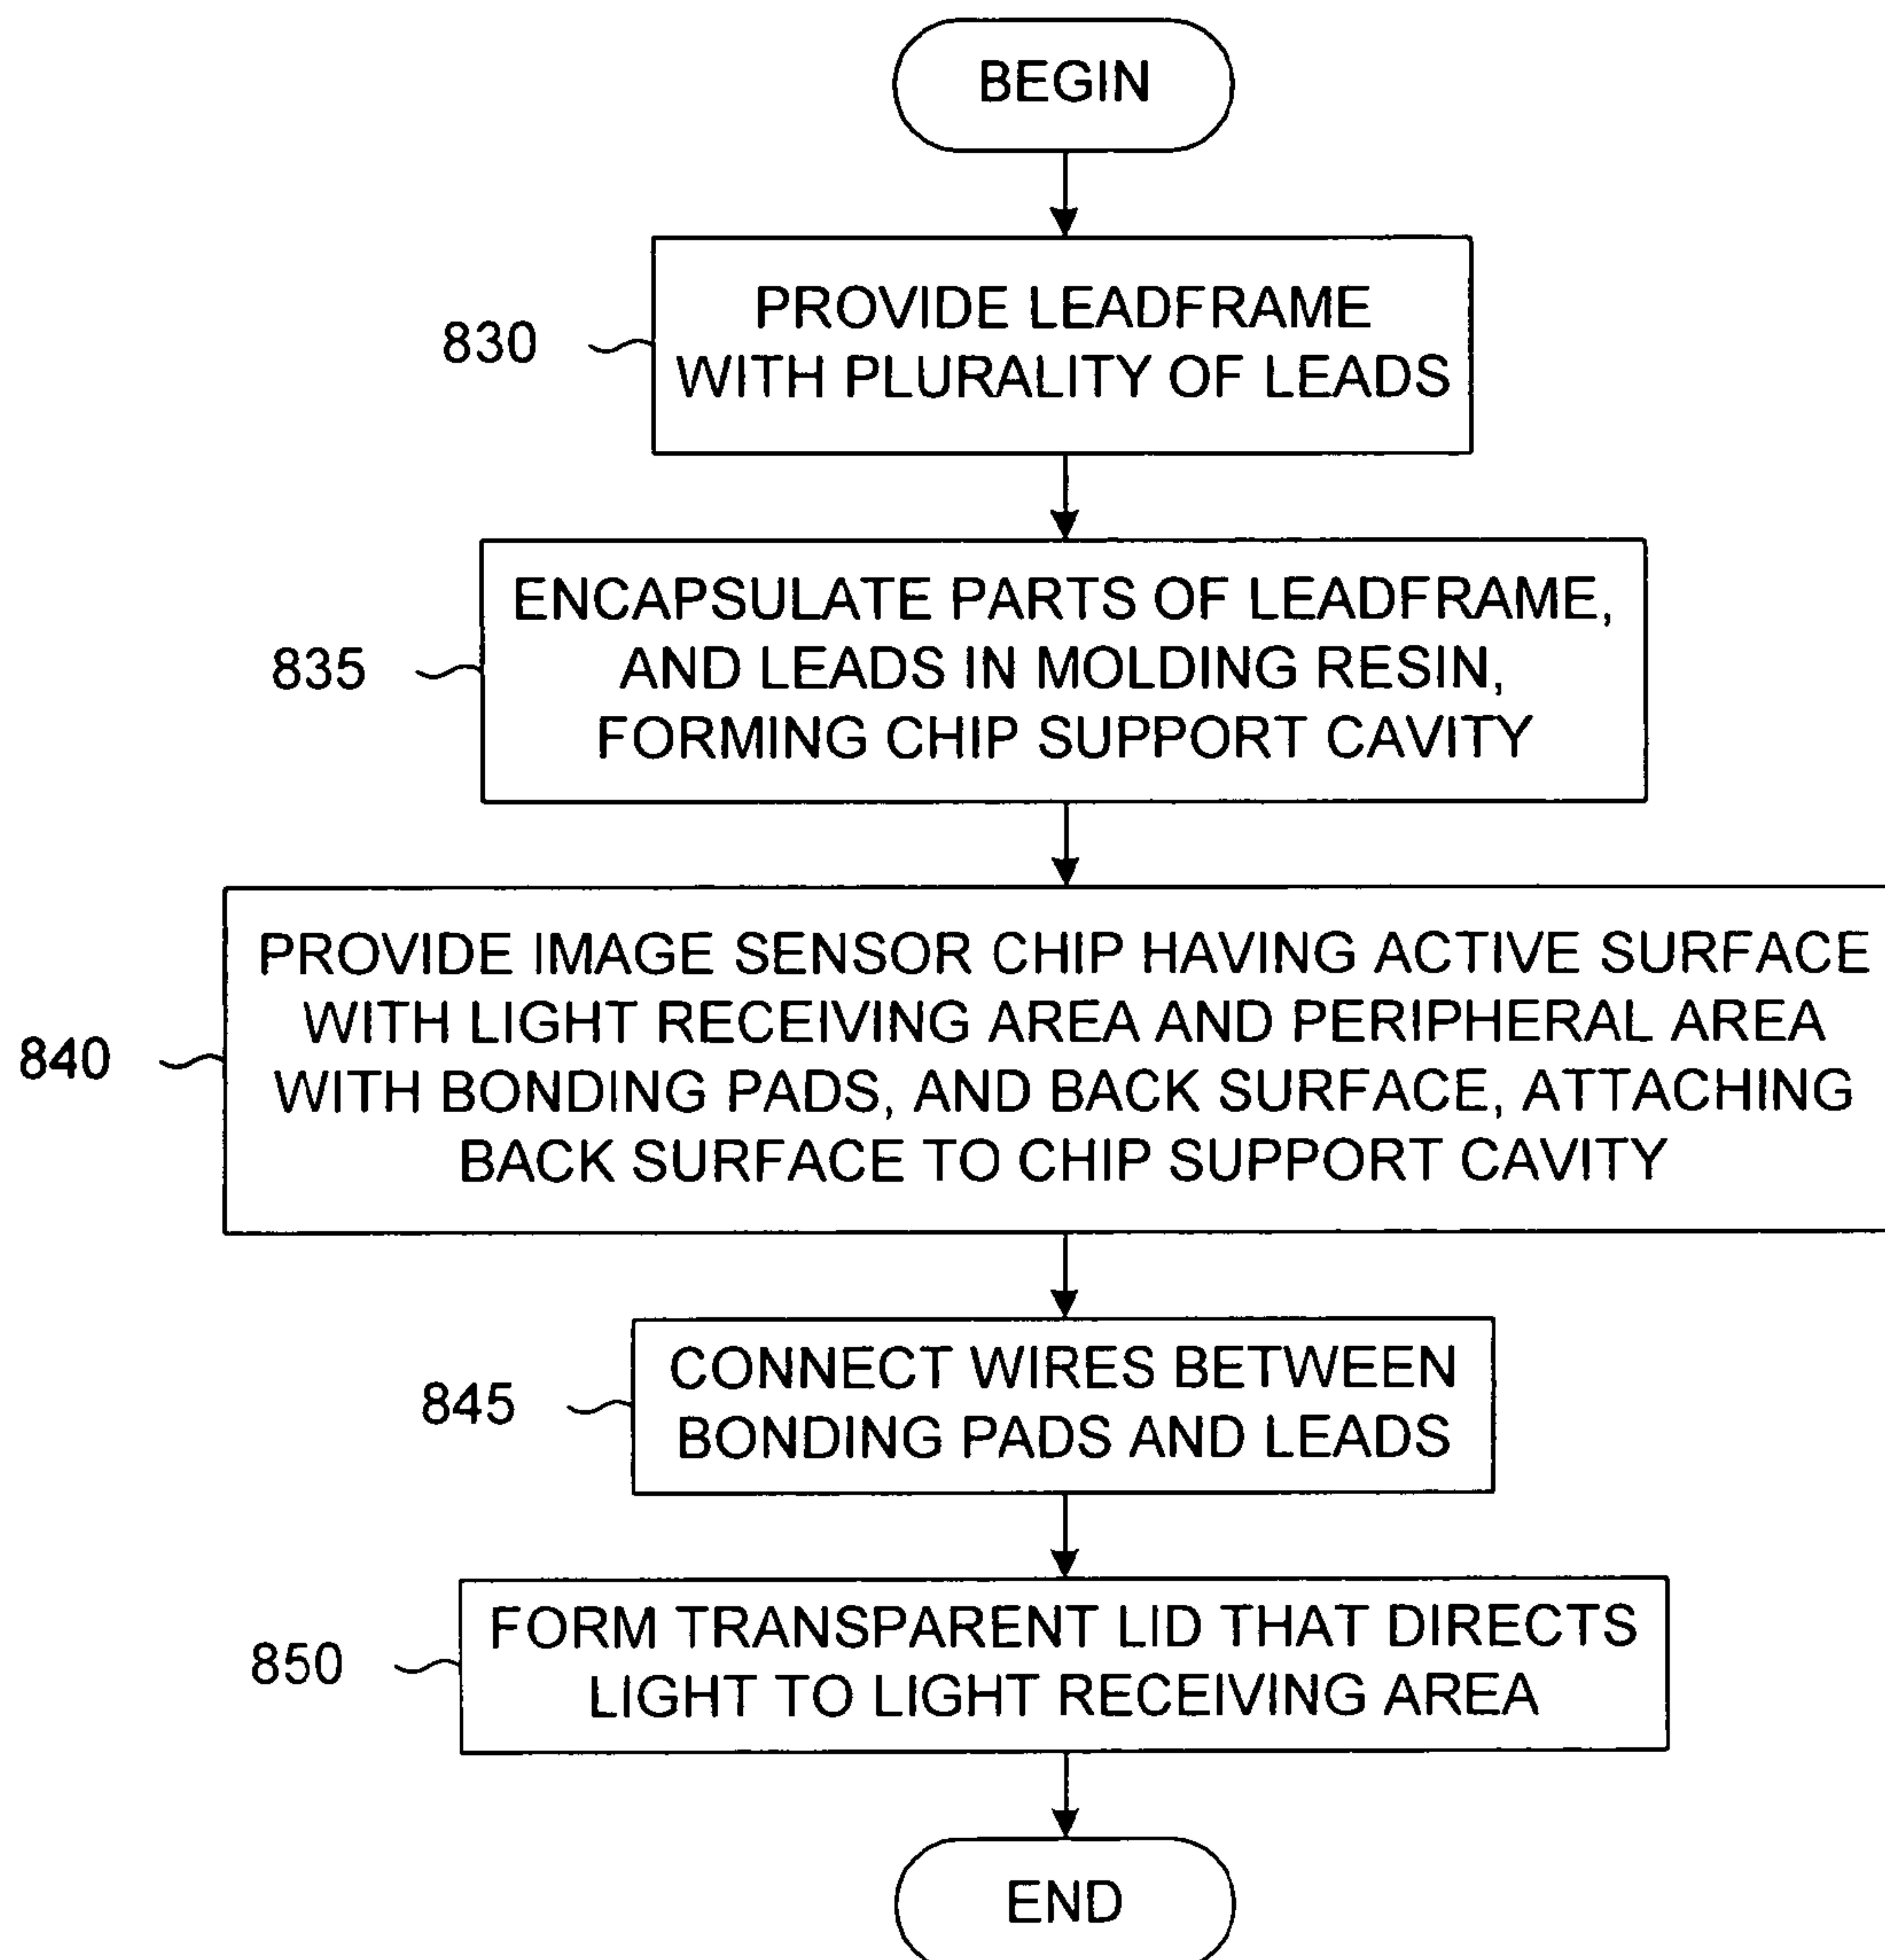 BEGIN
830
PROVIDE LEADFRAME
WITH PLURALITY OF LEADS
835
ENCAPSULATE PARTS OF LEADFRAME,
AND LEADS IN MOLDING RESIN,
FORMING CHIP SUPPORT CAVITY
840
PROVIDE IMAGE SENSOR CHIP HAVING ACTIVE SURFACE
WITH LIGHT RECEIVING AREA AND PERIPHERAL AREA
WITH BONDING PADS, AND BACK SURFACE, ATTACHING
BACK SURFACE TO CHIP SUPPORT CAVITY
845
CONNECT WIRES BETWEEN
BONDING PADS AND LEADS
850
FORM TRANSPARENT LID THAT DIRECTS
LIGHT TO LIGHT RECEIVING AREA
END